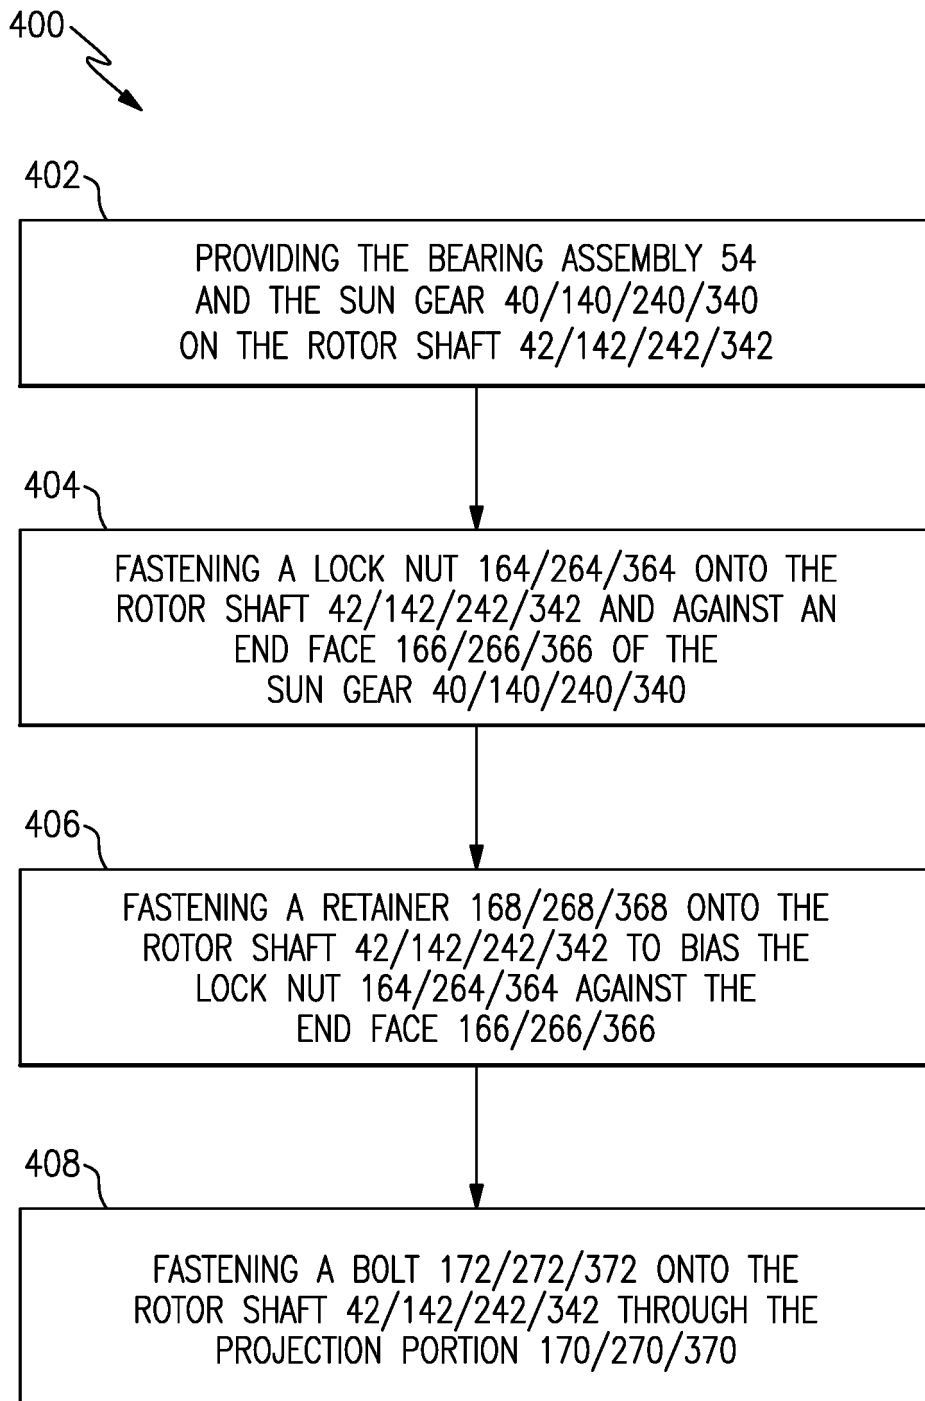 400
402
PROVIDING THE BEARING ASSEMBLY 54
AND THE SUN GEAR 40/140/240/340
ON THE ROTOR SHAFT 42/142/242/342
404
FASTENING A LOCK NUT 164/264/364 ONTO THE
ROTOR SHAFT 42/142/242/342 AND AGAINST AN
END FACE 166/266/366 OF THE
SUN GEAR 40/140/240/340
406
FASTENING A RETAINER 168/268/368 ONTO THE
ROTOR SHAFT 42/142/242/342 TO BIAS THE
LOCK NUT 164/264/364 AGAINST THE
END FACE 166/266/366
408
FASTENING A BOLT 172/272/372 ONTO THE
ROTOR SHAFT 42/142/242/342 THROUGH THE
PROJECTION PORTION 170/270/370